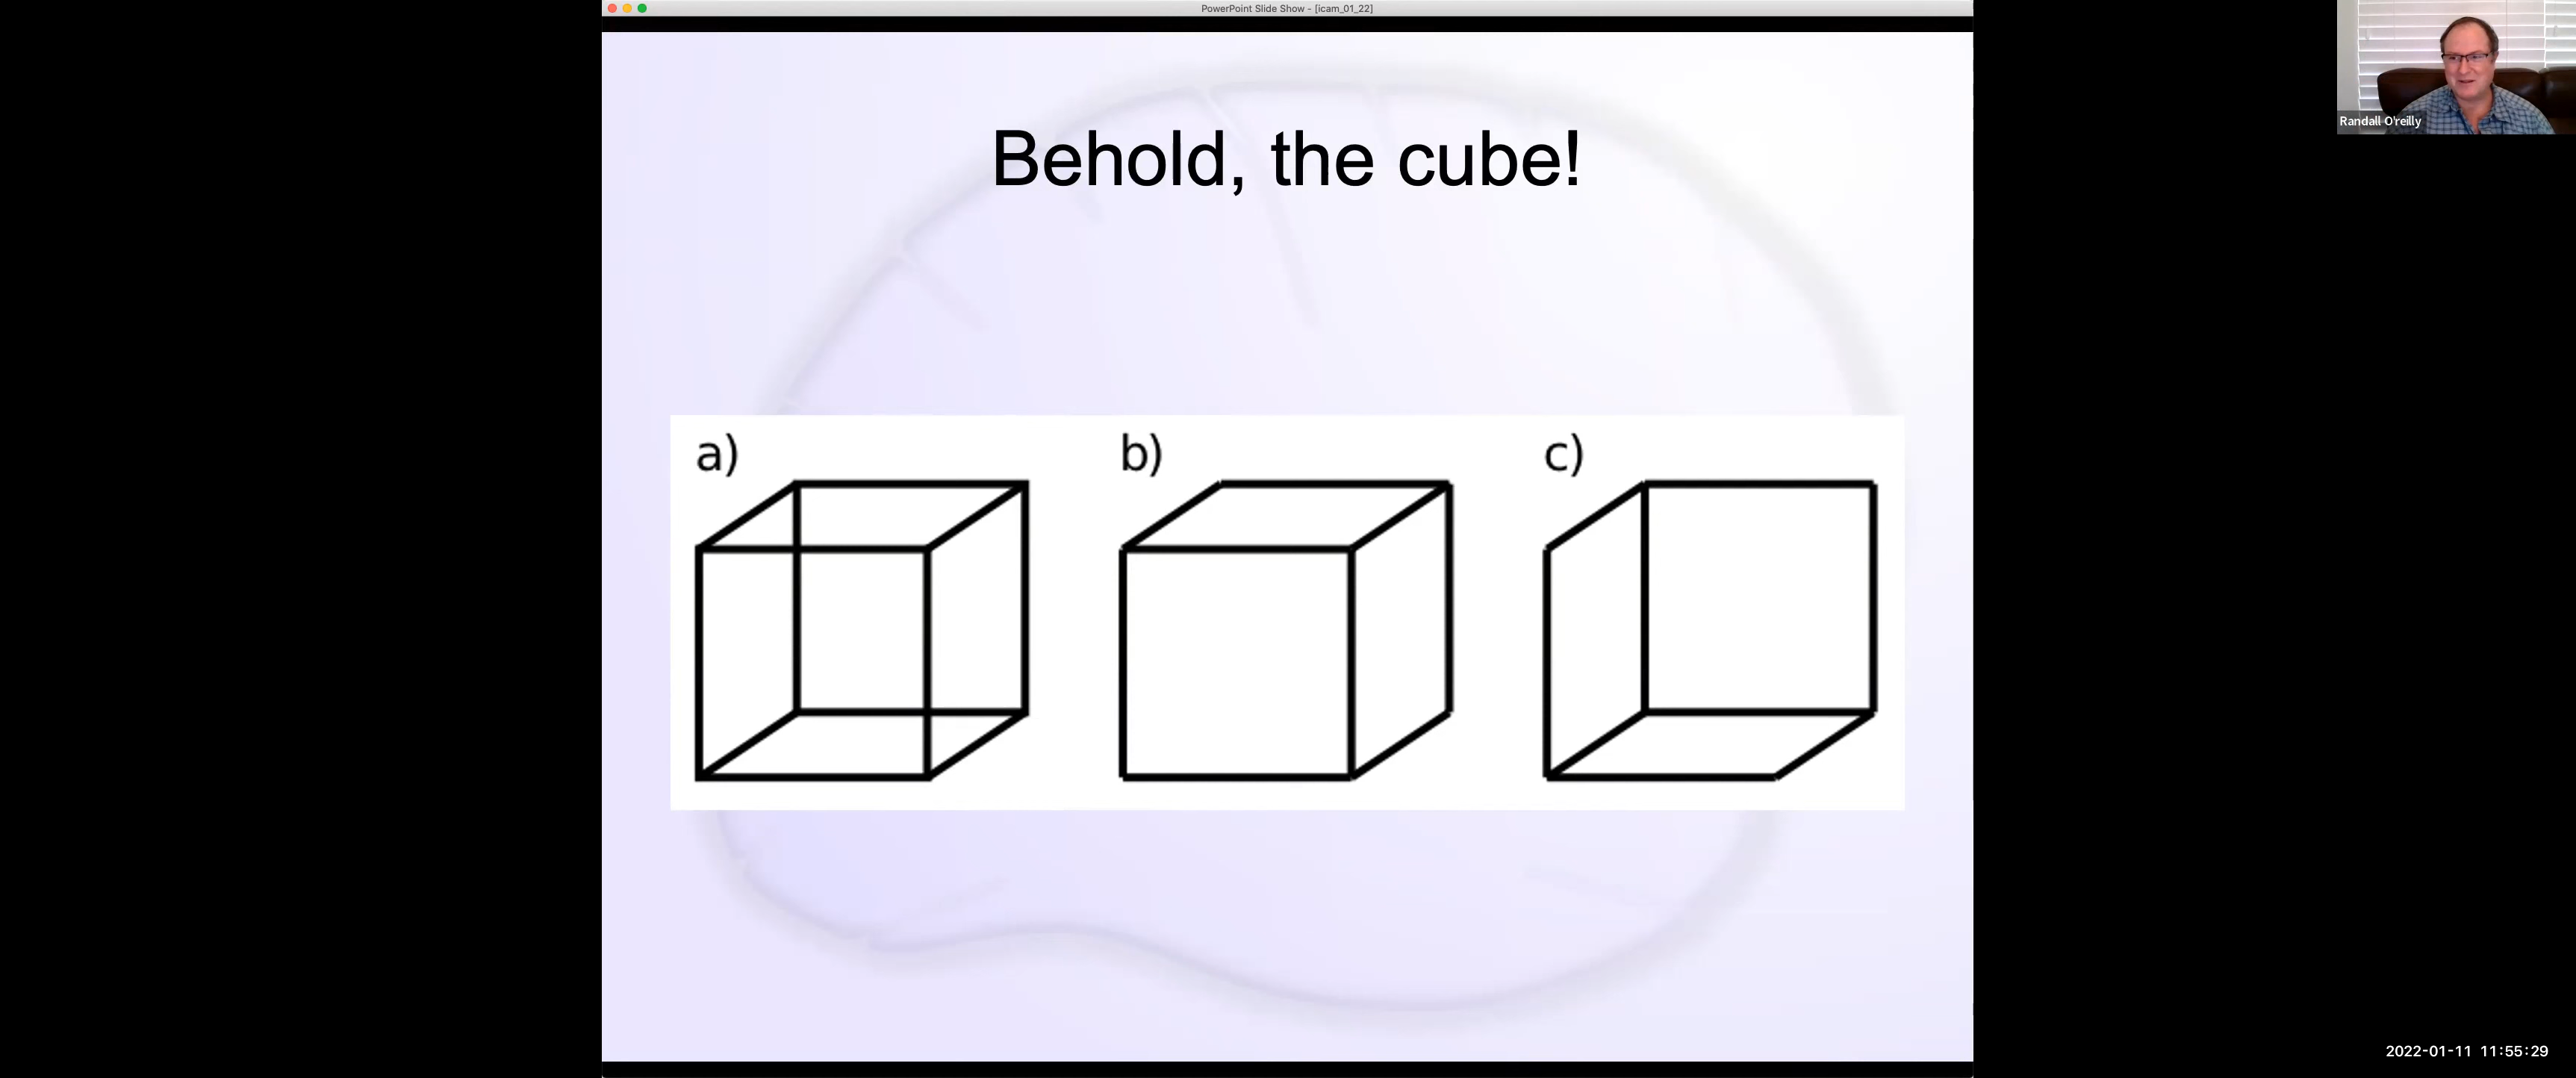 PowerPoint Slide Show - [icam_01_22]
Randall O'reilly
Behold, the cube!
a)
b)
c)
2022-01-11 11:55:29